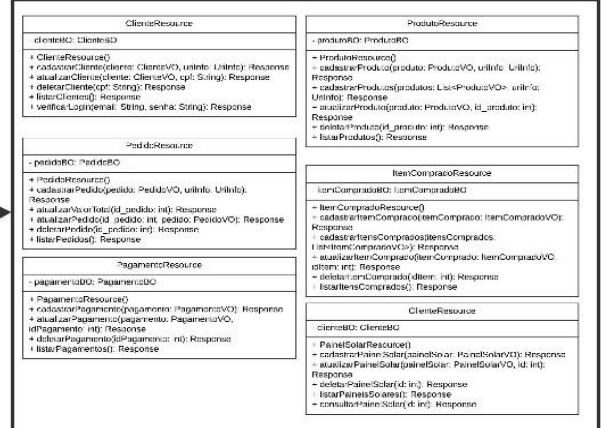 ClienteResource
- clienteBO: ClienteBO
+ ClienteResource()
+ cadastrarCliente(cliente: ClienteVO, uriInfo: UriInfo): Response
+ atualizarCliente(cliente: ClienteVO, cpf: String): Response
+ deletarCliente(cpf: String): Response
+ listarClientes(): Response
+ verificarLogin(email: String, senha: String): Response
PedidoResource
- pedidoBO: PedidoBO
+ PedidoResource()
+ cadastrarPedido(pedido: PedidoVO, uriInfo: UriInfo):
Response
+ atualizarValorTotal(id_pedido: int): Response
+ atualizarPedido(id_pedido: int, pedido: PedidoVO): Response
+ deletarPedido(id_pedido: int): Response
+ listarPedidos(): Response
PagamentoResource
- pagamentoBO: PagamentoBO
+ PagamentoResource()
+ cadastrarPagamento(pagamento: PagamentoVO): Response
+ atualizarPagamento(pagamento: PagamentoVO,
idPagamento: int): Response
+ deletarPagamento(idPagamento: int): Response
+ listarPagamentos(): Response
ProdutoResource
- produtoBO: ProdutoBO
+ ProdutoResource()
+ cadastrarProduto(produto: ProdutoVO, uriInfo: UriInfo):
Response
+ cadastrarProdutos(produtos: List<ProdutoVO>, uriInfo:
UriInfo): Response
+ atualizarProduto(produto: ProdutoVO, id_produto: int):
Response
+ deletarProduto(id_produto: int): Response
+ listarProdutos(): Response
ItemCompradoResource
- itemCompradoBO: ItemCompradoBO
+ ItemCompradoResource()
+ cadastrarItemComprado(itemComprado: ItemCompradoVO):
Response
+ cadastrarItensComprados(itensComprados:
List<ItemCompradoVO>): Response
+ atualizarItemComprado(itemComprado: ItemCompradoVO,
idItem: int): Response
+ deletarItemComprado(idItem: int): Response
+ listarItensComprados(): Response
ClienteResource
- clienteBO: ClienteBO
+ PainelSolarResource()
+ cadastrarPainelSolar(painelSolar: PainelSolarVO): Response
+ atualizarPainelSolar(painelSolar: PainelSolarVO, id: int):
Response
+ deletarPainelSolar(id: int): Response
+ listarPaineisSolares(): Response
+ consultarPainelSolar(id: int): Response